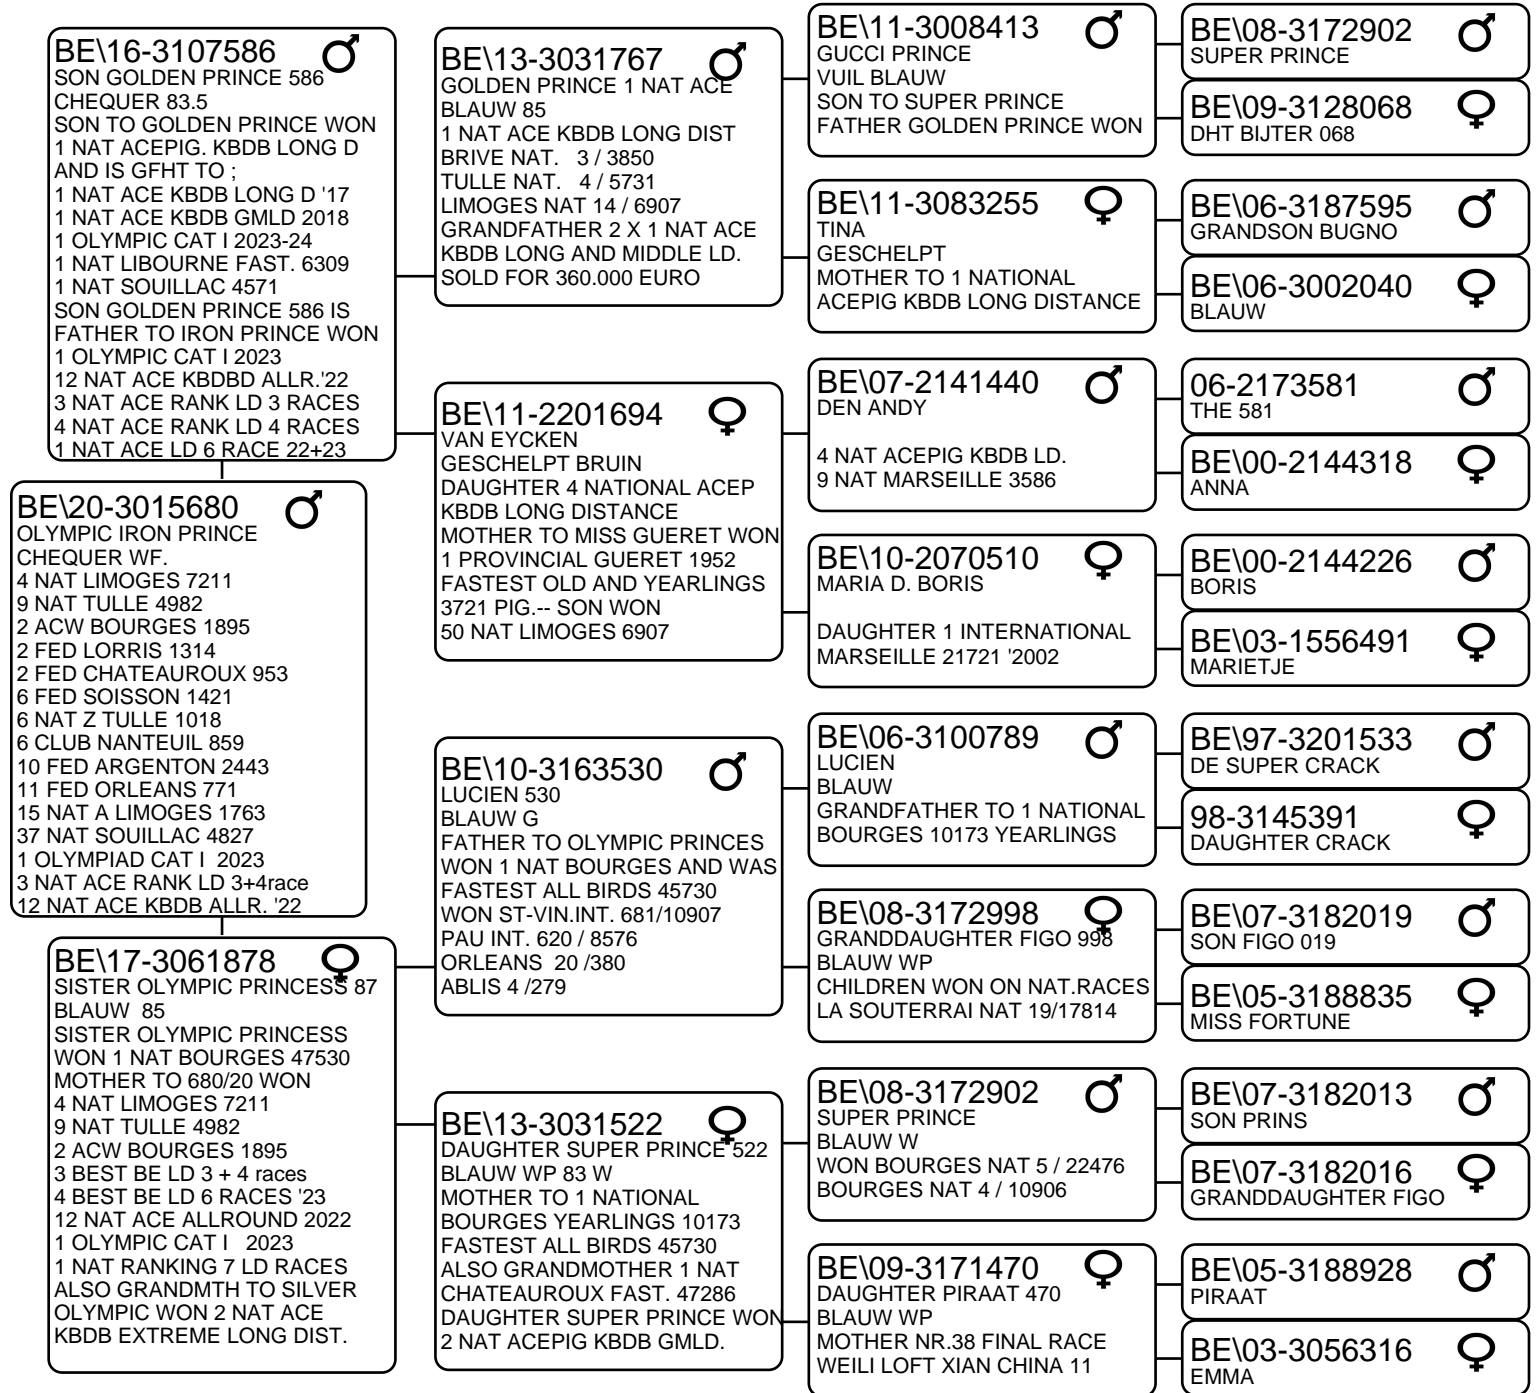 BE\16-3107586 ♂
SON GOLDEN PRINCE 586
CHEQUER 83.5
SON TO GOLDEN PRINCE WON
1 NAT ACEPIG. KBDB LONG D
AND IS GFHT TO ;
1 NAT ACE KBDB LONG D '17
1 NAT ACE KBDB GMLD 2018
1 OLYMPIC CAT I 2023-24
1 NAT LIBOURNE FAST. 6309
1 NAT SOUILLAC 4571
SON GOLDEN PRINCE 586 IS
FATHER TO IRON PRINCE WON
1 OLYMPIC CAT I 2023
12 NAT ACE KBDBD ALLR.'22
3 NAT ACE RANK LD 3 RACES
4 NAT ACE RANK LD 4 RACES
1 NAT ACE LD 6 RACE 22+23
BE\20-3015680 ♂
OLYMPIC IRON PRINCE
CHEQUER WF.
4 NAT LIMOGES 7211
9 NAT TULLE 4982
2 ACW BOURGES 1895
2 FED LORRIS 1314
2 FED CHATEAUROUX 953
6 FED SOISSON 1421
6 NAT Z TULLE 1018
6 CLUB NANTEUIL 859
10 FED ARGENTON 2443
11 FED ORLEANS 771
15 NAT A LIMOGES 1763
37 NAT SOUILLAC 4827
1 OLYMPIAD CAT I 2023
3 NAT ACE RANK LD 3+4race
12 NAT ACE KBDB ALLR. '22
BE\17-3061878 ♀
SISTER OLYMPIC PRINCESS 87
BLAUW 85
SISTER OLYMPIC PRINCESS
WON 1 NAT BOURGES 47530
MOTHER TO 680/20 WON
4 NAT LIMOGES 7211
9 NAT TULLE 4982
2 ACW BOURGES 1895
3 BEST BE LD 3 + 4 races
4 BEST BE LD 6 RACES '23
12 NAT ACE ALLROUND 2022
1 OLYMPIC CAT I 2023
1 NAT RANKING 7 LD RACES
ALSO GRANDMTH TO SILVER
OLYMPIC WON 2 NAT ACE
KBDB EXTREME LONG DIST.
BE\13-3031767 ♂
GOLDEN PRINCE 1 NAT ACE
BLAUW 85
1 NAT ACE KBDB LONG DIST
BRIVE NAT. 3 / 3850
TULLE NAT. 4 / 5731
LIMOGES NAT 14 / 6907
GRANDFATHER 2 X 1 NAT ACE
KBDB LONG AND MIDDLE LD.
SOLD FOR 360.000 EURO
BE\11-2201694 ♀
VAN EYCKEN
GESCHELPT BRUIN
DAUGHTER 4 NATIONAL ACEP
KBDB LONG DISTANCE
MOTHER TO MISS GUERET WON
1 PROVINCIAL GUERET 1952
FASTEST OLD AND YEARLINGS
3721 PIG.-- SON WON
50 NAT LIMOGES 6907
BE\10-3163530 ♂
LUCIEN 530
BLAUW G
FATHER TO OLYMPIC PRINCES
WON 1 NAT BOURGES AND WAS
FASTEST ALL BIRDS 45730
WON ST-VIN.INT. 681/10907
PAU INT. 620 / 8576
ORLEANS 20 /380
ABLIS 4 /279
BE\13-3031522 ♀
DAUGHTER SUPER PRINCE 522
BLAUW WP 83 W
MOTHER TO 1 NATIONAL
BOURGES YEARLINGS 10173
FASTEST ALL BIRDS 45730
ALSO GRANDMOTHER 1 NAT
CHATEAUROUX FAST. 47286
DAUGHTER SUPER PRINCE WON
2 NAT ACEPIG KBDB GMLD.
BE\11-3008413 ♂
GUCCI PRINCE
VUIL BLAUW
SON TO SUPER PRINCE
FATHER GOLDEN PRINCE WON
BE\11-3083255 ♀
TINA
GESCHELPT
MOTHER TO 1 NATIONAL
ACEPIG KBDB LONG DISTANCE
BE\07-2141440 ♂
DEN ANDY
4 NAT ACEPIG KBDB LD.
9 NAT MARSEILLE 3586
BE\10-2070510 ♀
MARIA D. BORIS
DAUGHTER 1 INTERNATIONAL
MARSEILLE 21721 '2002
BE\06-3100789 ♂
LUCIEN
BLAUW
GRANDFATHER TO 1 NATIONAL
BOURGES 10173 YEARLINGS
BE\08-3172998 ♀
GRANDDAUGHTER FIGO 998
BLAUW WP
CHILDREN WON ON NAT.RACES
LA SOUTERRAI NAT 19/17814
BE\08-3172902 ♂
SUPER PRINCE
BLAUW W
WON BOURGES NAT 5 / 22476
BOURGES NAT 4 / 10906
BE\09-3171470 ♀
DAUGHTER PIRAAT 470
BLAUW WP
MOTHER NR.38 FINAL RACE
WEILI LOFT XIAN CHINA 11
BE\08-3172902 ♂
SUPER PRINCE
BE\09-3128068 ♀
DHT BIJTER 068
BE\06-3187595 ♂
GRANDSON BUGNO
BE\06-3002040 ♀
BLAUW
06-2173581 ♂
THE 581
BE\00-2144318 ♀
ANNA
BE\00-2144226 ♂
BORIS
BE\03-1556491 ♀
MARIETJE
BE\97-3201533 ♂
DE SUPER CRACK
98-3145391 ♀
DAUGHTER CRACK
BE\07-3182019 ♂
SON FIGO 019
BE\05-3188835 ♀
MISS FORTUNE
BE\07-3182013 ♂
SON PRINS
BE\07-3182016 ♀
GRANDDAUGHTER FIGO
BE\05-3188928 ♂
PIRAAT
BE\03-3056316 ♀
EMMA